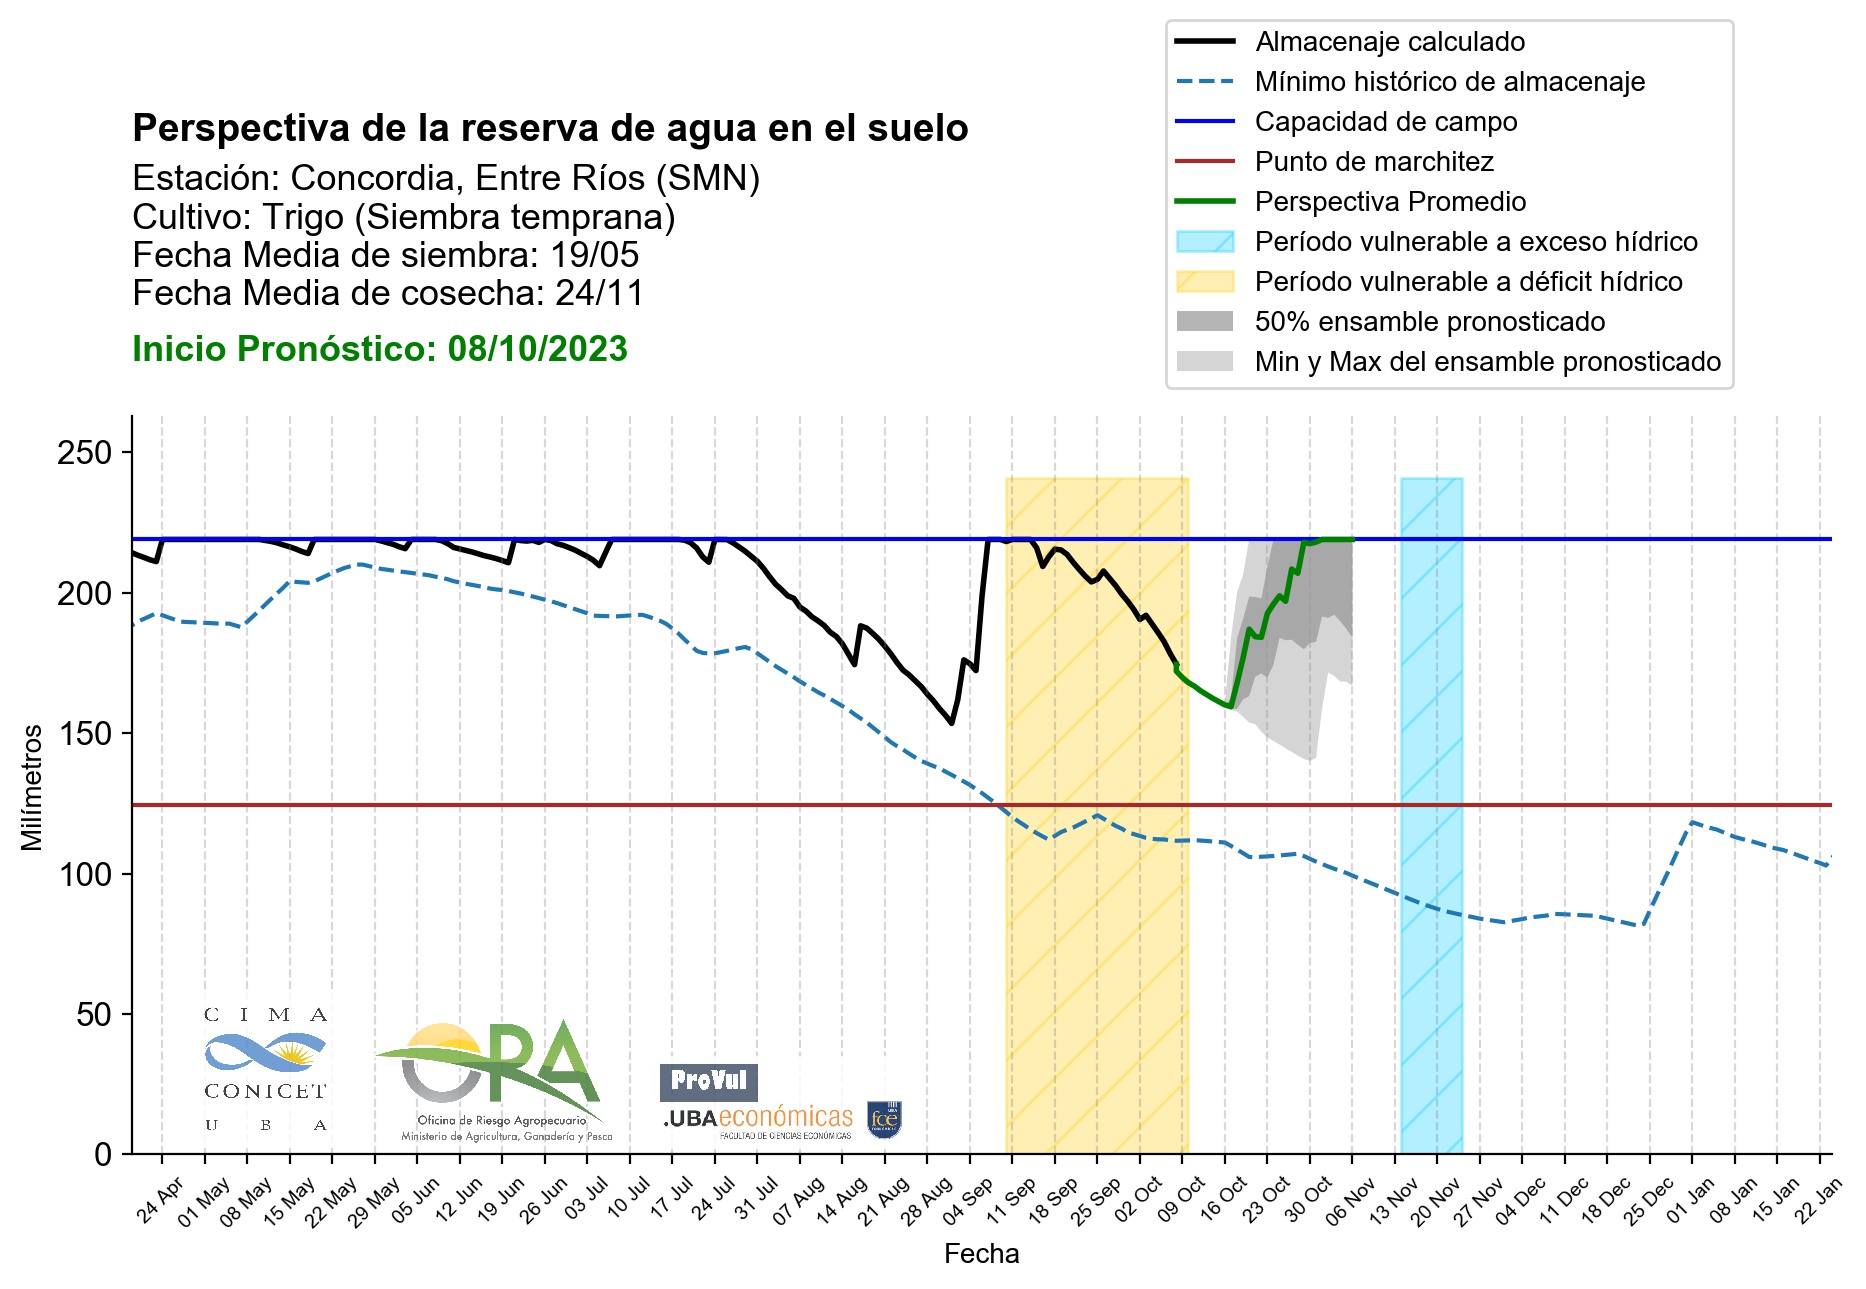 Almacenaje calculado
Mínimo histórico de almacenaje
Capacidad de campo
Punto de marchitez
Perspectiva Promedio
Período vulnerable a exceso hídrico
Período vulnerable a déficit hídrico
50% ensamble pronosticado
Min y Max del ensamble pronosticado
Perspectiva de la reserva de agua en el suelo
Estación: Concordia, Entre Ríos (SMN)
Cultivo: Trigo (Siembra temprana)
Fecha Media de siembra: 19/05
Fecha Media de cosecha: 24/11
Inicio Pronóstico: 08/10/2023
250
200
150
100
50
0
Milímetros
CIMA
CONICET
UBA
ORA
Oficina de Riesgo Agropecuario
Ministerio de Agricultura, Ganadería y Pesca
ProVul
.UBAeconómicas
FACULTAD DE CIENCIAS ECONÓMICAS
UBA
fce
24 Apr
01 May
08 May
15 May
22 May
29 May
05 Jun
12 Jun
19 Jun
26 Jun
03 Jul
10 Jul
17 Jul
24 Jul
31 Jul
07 Aug
14 Aug
21 Aug
28 Aug
04 Sep
11 Sep
18 Sep
25 Sep
02 Oct
09 Oct
16 Oct
23 Oct
30 Oct
06 Nov
13 Nov
20 Nov
27 Nov
04 Dec
11 Dec
18 Dec
25 Dec
01 Jan
08 Jan
15 Jan
22 Jan
Fecha